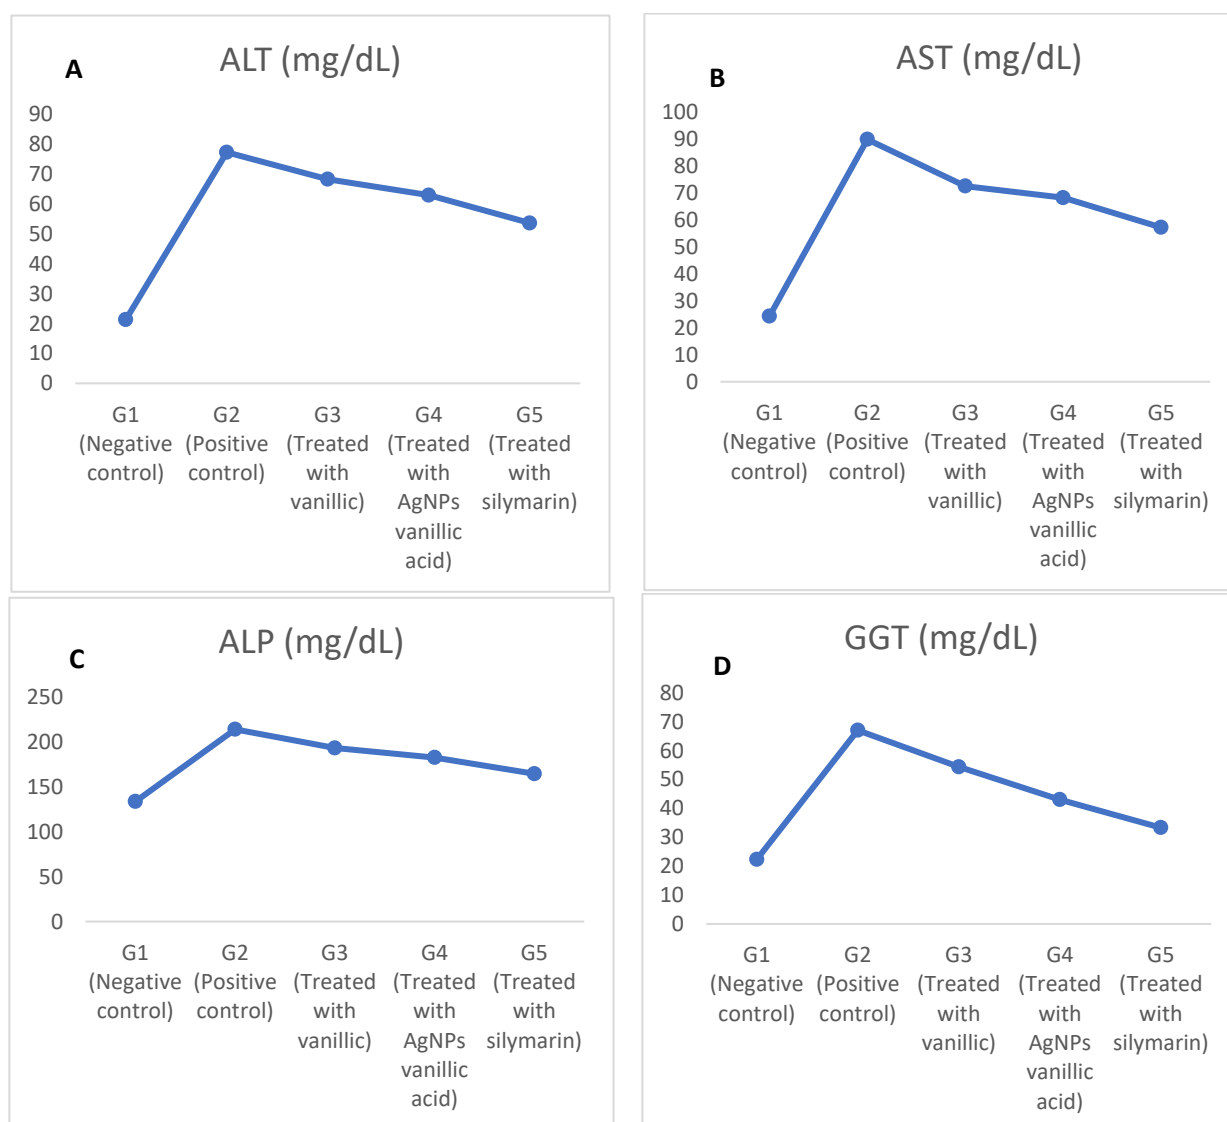 A
ALT (mg/dL)
90
80
70
60
50
40
30
20
10
0
G1 G2 G3 G4 G5
(Negative (Positive (Treated (Treated (Treated
control) control) with with with
vanillic) AgNPs silymarin)
vanillic
acid)
B
AST (mg/dL)
100
90
80
70
60
50
40
30
20
10
0
G1 G2 G3 G4 G5
(Negative (Positive (Treated (Treated (Treated
control) control) with with with
vanillic) AgNPs silymarin)
vanillic
acid)
C
ALP (mg/dL)
250
200
150
100
50
0
G1 G2 G3 G4 G5
(Negative (Positive (Treated (Treated (Treated
control) control) with with with
vanillic) AgNPs silymarin)
vanillic
acid)
D
GGT (mg/dL)
80
70
60
50
40
30
20
10
0
G1 G2 G3 G4 G5
(Negative (Positive (Treated (Treated (Treated
control) control) with with with
vanillic) AgNPs silymarin)
vanillic
acid)